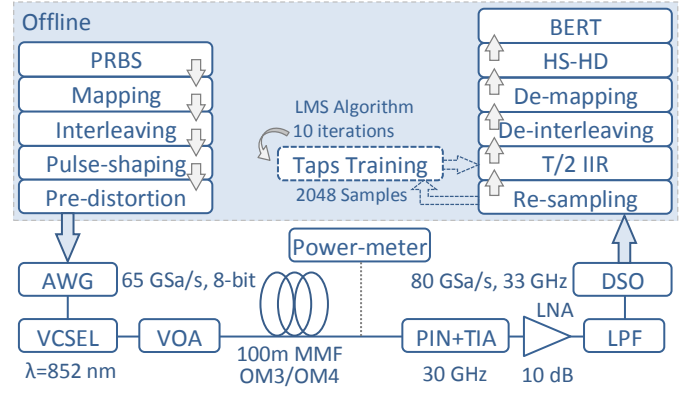 Offline
PRBS
Mapping
Interleaving
Pulse-shaping
Pre-distortion
LMS Algorithm
10 iterations
Taps Training
2048 Samples
BERT
HS-HD
De-mapping
De-interleaving
T/2 IIR
Re-sampling
Power-meter
AWG
65 GSa/s, 8-bit
80 GSa/s, 33 GHz
DSO
VCSEL
VOA
100m MMF
OM3/OM4
PIN+TIA
LNA
LPF
λ=852 nm
30 GHz
10 dB